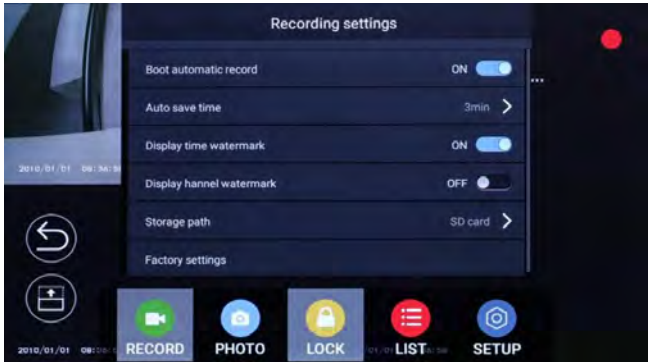 Recording settings
Boot automatic record ON
...
Auto save time 3min
Display time watermark ON
Display hannel watermark OFF
Storage path SD card
Factory settings
RECORD PHOTO LOCK LIST SETUP
2010/01/01
2010/01/01